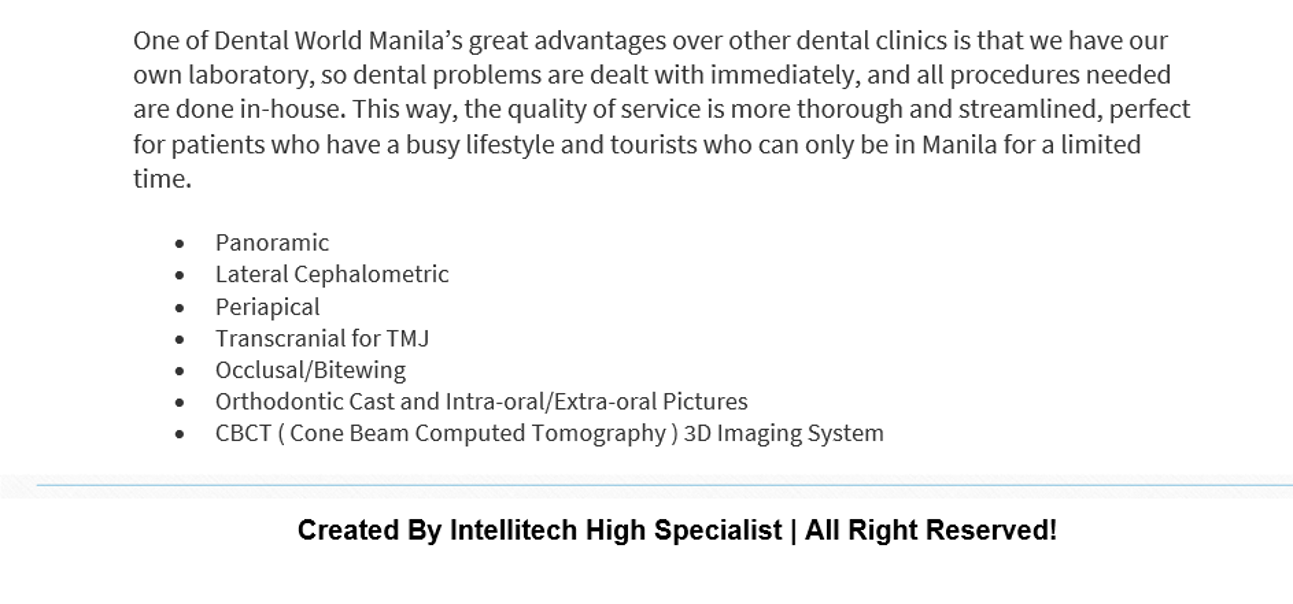 One of Dental World Manila’s great advantages over other dental clinics is that we have our
own laboratory, so dental problems are dealt with immediately, and all procedures needed
are done in-house. This way, the quality of service is more thorough and streamlined, perfect
for patients who have a busy lifestyle and tourists who can only be in Manila for a limited
time.
• Panoramic
• Lateral Cephalometric
• Periapical
• Transcranial for TMJ
• Occlusal/Bitewing
• Orthodontic Cast and Intra-oral/Extra-oral Pictures
• CBCT ( Cone Beam Computed Tomography ) 3D Imaging System
Created By Intellitech High Specialist | All Right Reserved!